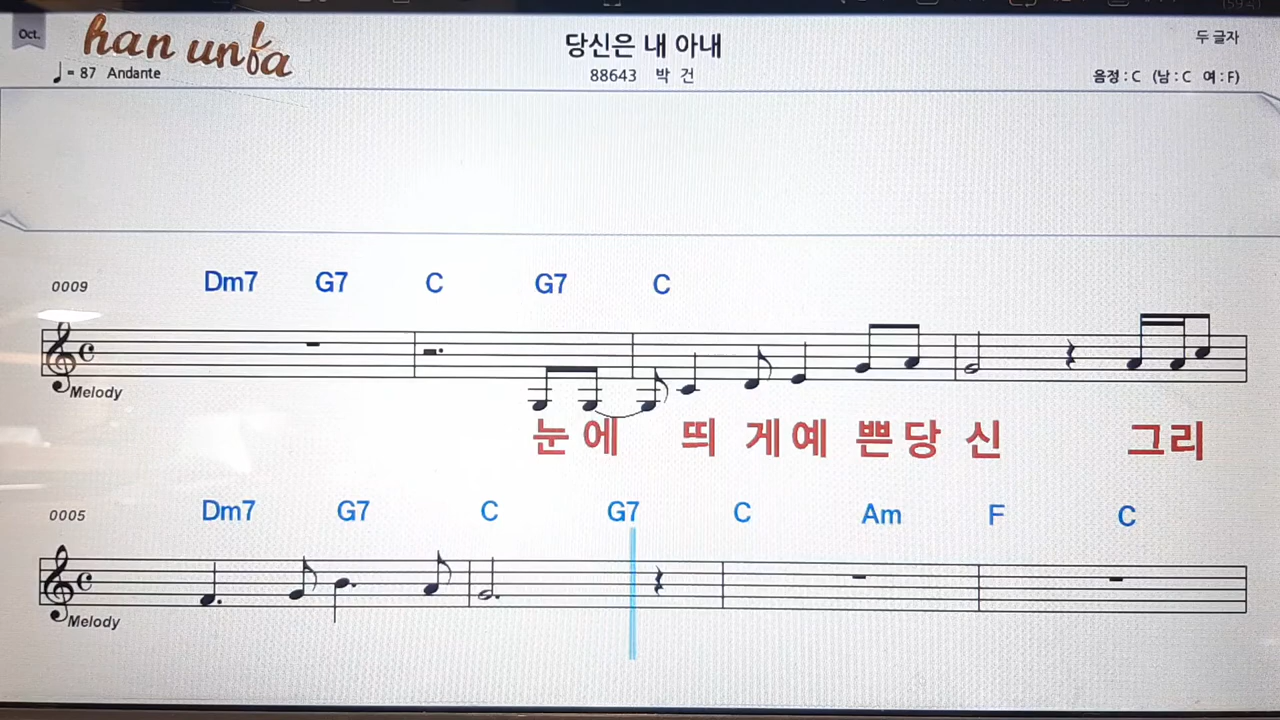 Oct.
han unfa
당신은 내 아내
두 글자
♩= 87 Andante
88643 박 건
음정 : C (남 : C 여 : F)
0009
Dm7 G7 C G7 C
Melody
눈 에 띄 게 예 쁜 당 신 그 리
0005
Dm7 G7 C G7 C Am F C
Melody